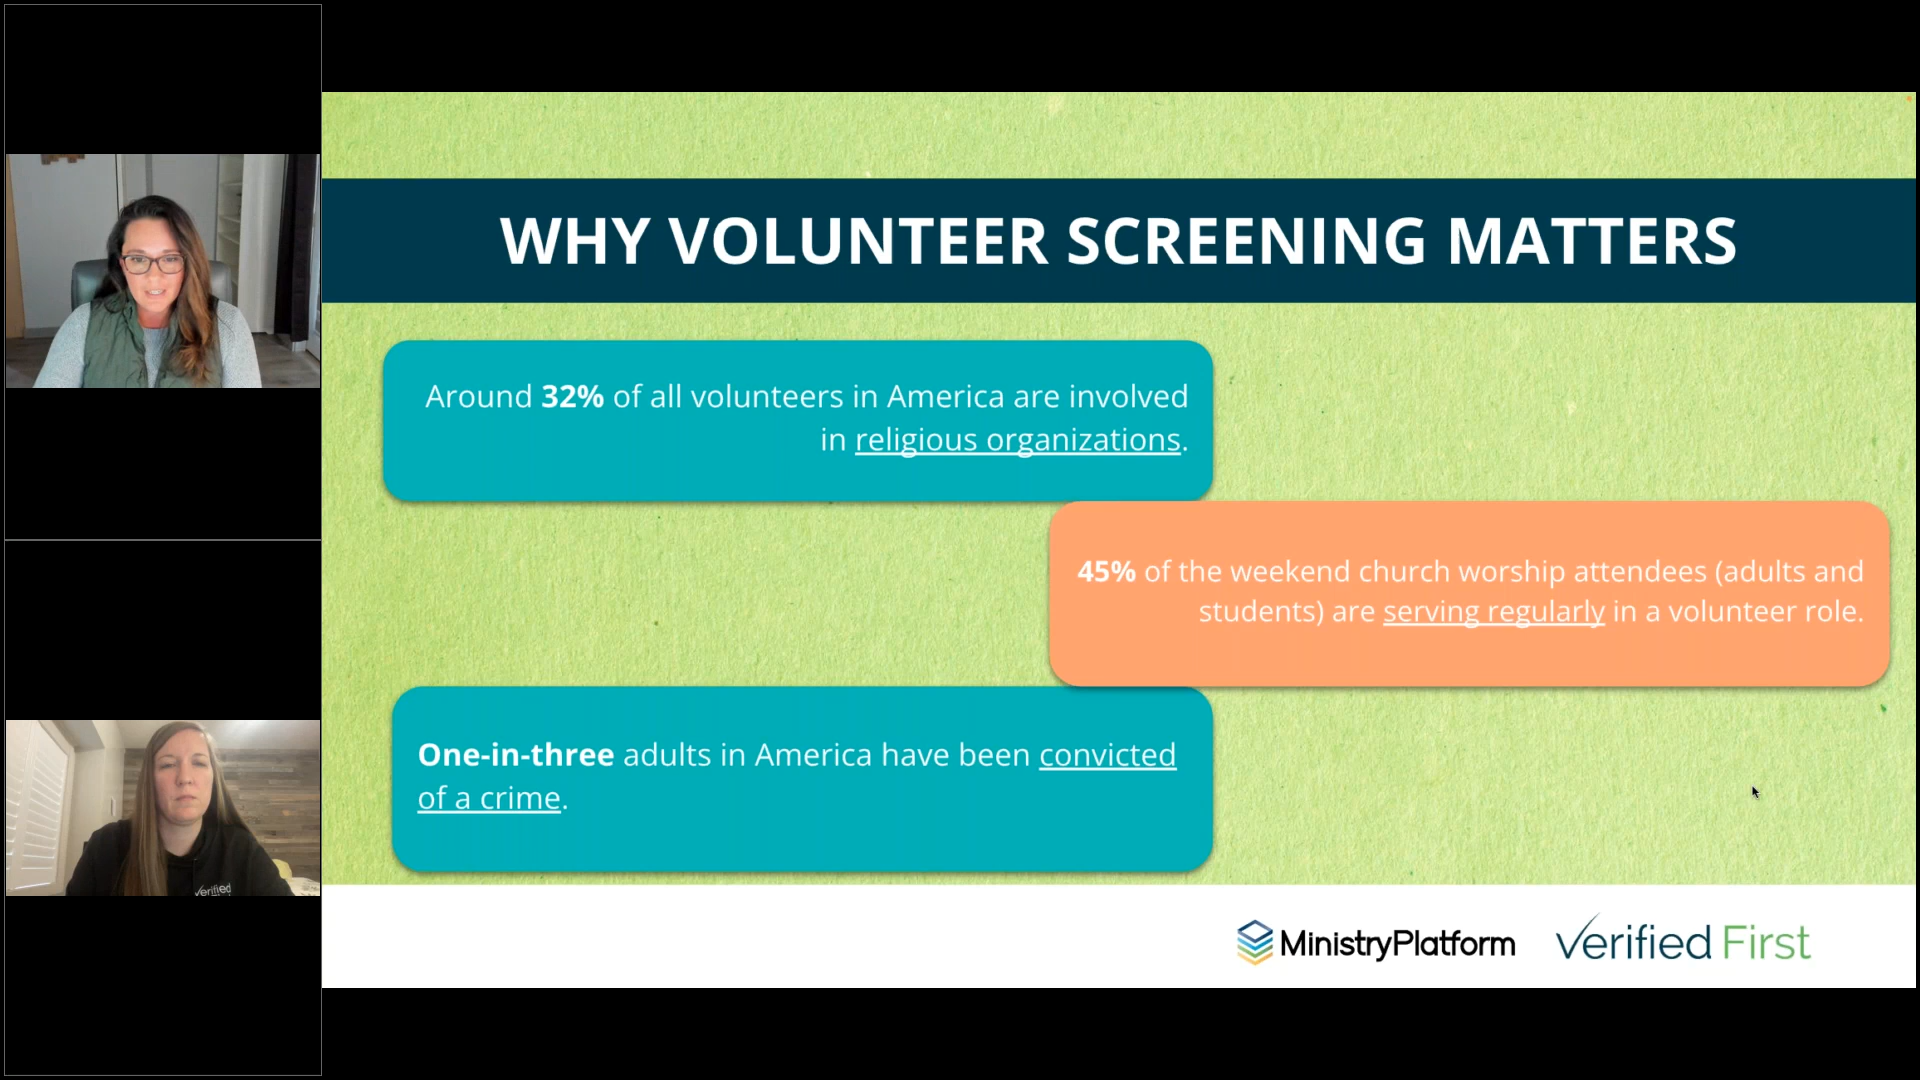 WHY VOLUNTEER SCREENING MATTERS
Around 32% of all volunteers in America are involved
in religious organizations.
45% of the weekend church worship attendees (adults and
students) are serving regularly in a volunteer role.
One-in-three adults in America have been convicted
of a crime.
MinistryPlatform
Verified First
verified